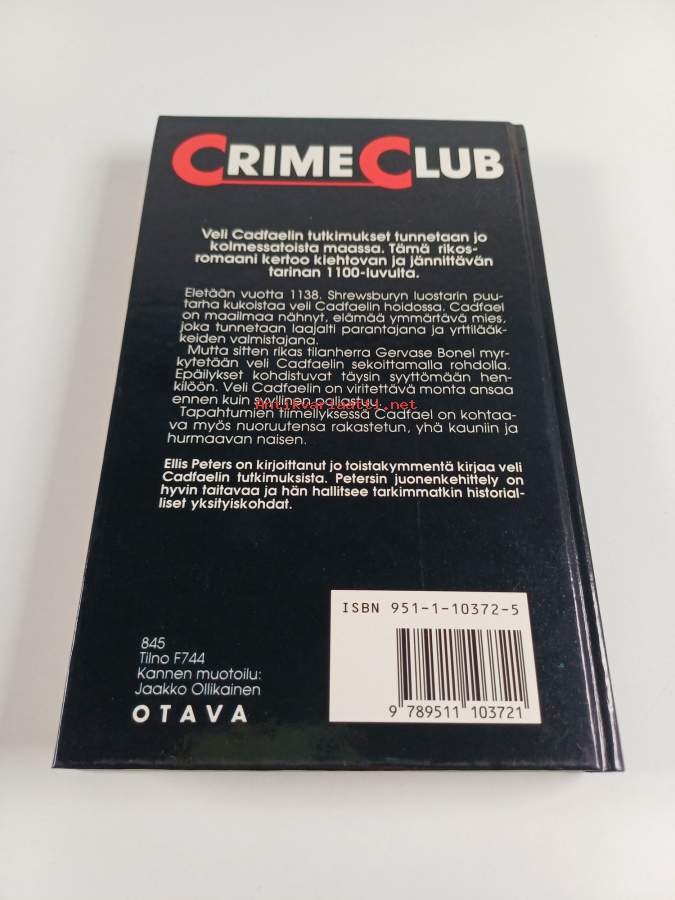 CRIME CLUB
Veli Cadfaelin tutkimukset tunnetaan jo
kolmessatoista maassa. Tämä rikos-
romaani kertoo kiehtovan ja jännittävän
tarinan 1100-luvulta.
Eletään vuotta 1138. Shrewsburyn luostarin puu-
tarha kukoistaa veli Cadfaelin hoidossa. Cadfael
on maailmaa nähnyt, elämää ymmärtävä mies,
joka tunnetaan laajalti parantajana ja yrttilääk-
keiden valmistajana.
Mutta sitten rikas tilanherra Gervase Bonel myr-
kytetään veli Cadfaelin sekoittamalla rohdolla.
Epäilykset kohdistuvat täysin syyttömään hen-
kilöön. Veli Cadfaelin on viritettävä monta ansaa
ennen kuin syyllinen paljastuu.
Antikvariaatti.net
Tapahtumien tiimellyksessä Cadfael on kohtaa-
va myös nuoruutensa rakastetun, yhä kauniin ja
hurmaavan naisen.
Ellis Peters on kirjoittanut jo toistakymmentä kirjaa veli
Cadfaelin tutkimuksista. Petersin juonenkehittely on
hyvin taitavaa ja hän hallitsee tarkimmatkin historial-
liset yksityiskohdat.
ISBN 951-1-10372-5
9 789511 103721
845
Tilno F744
Kannen muotoilu:
Jaakko Ollikainen
OTAVA